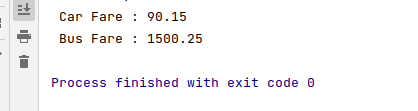 Car Fare : 90.15
Bus Fare : 1500.25
Process finished with exit code 0